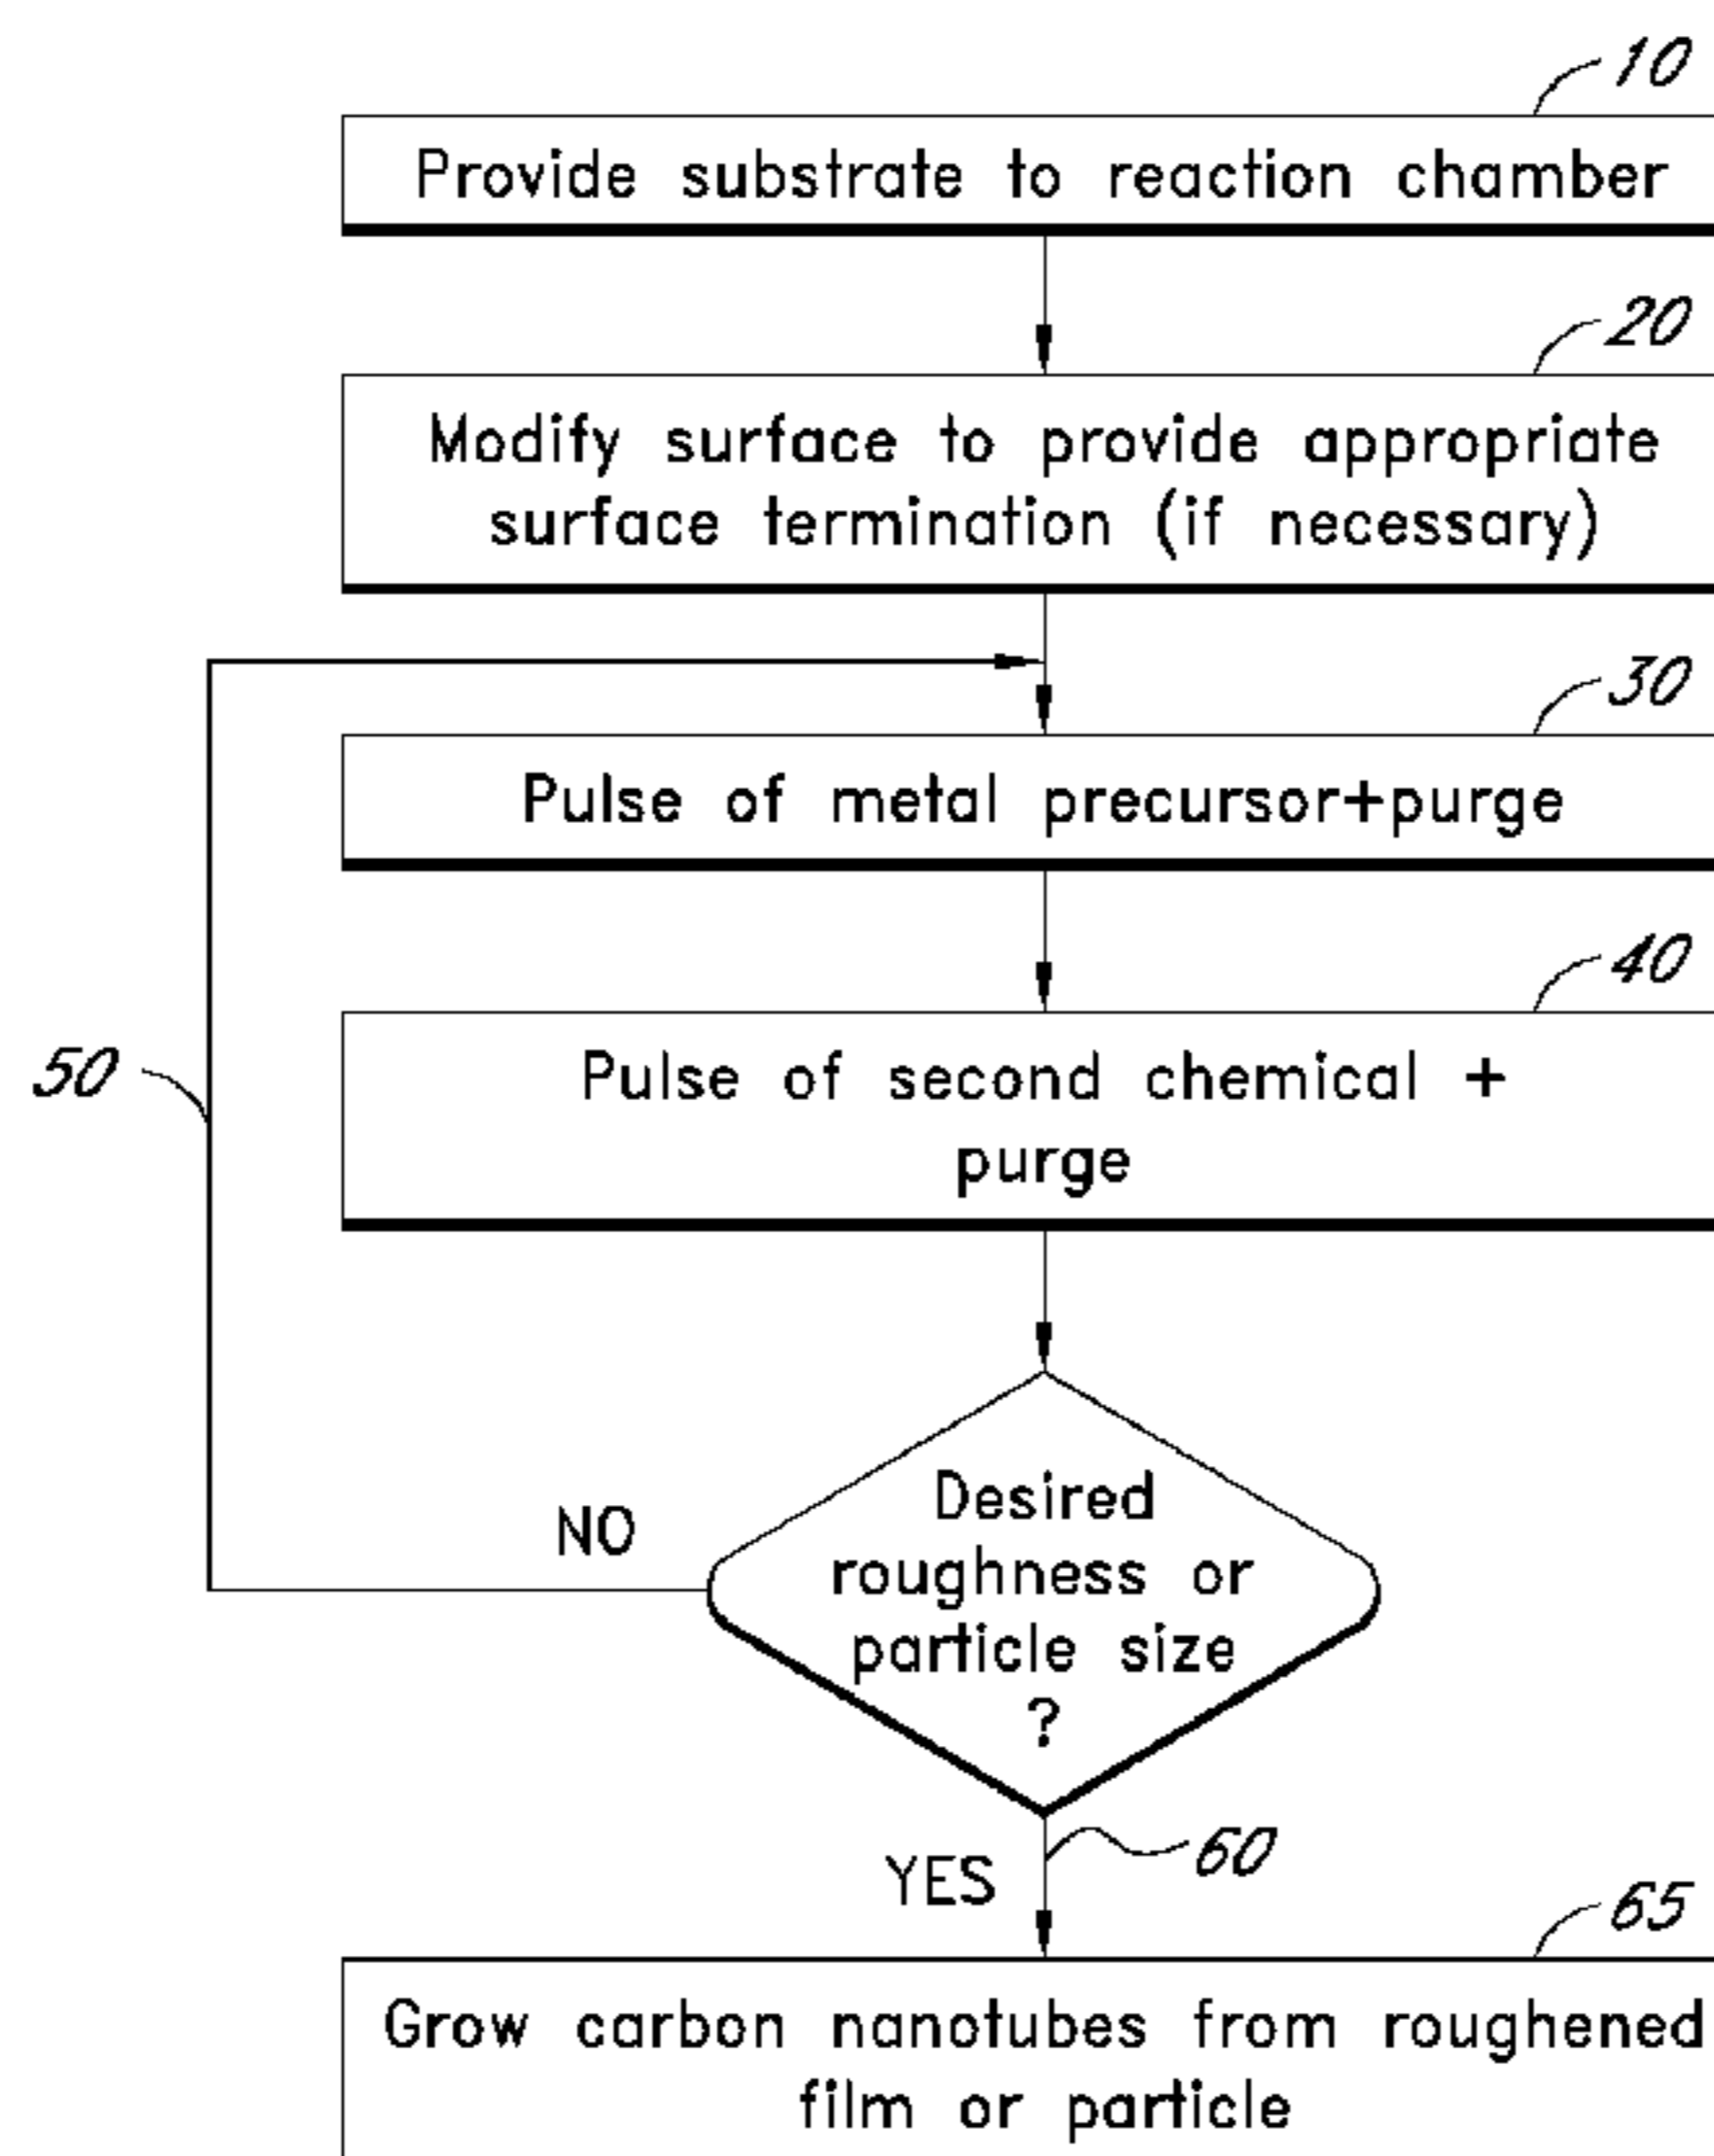 10
Provide substrate to reaction chamber
20
Modify surface to provide appropriate
surface termination (if necessary)
30
Pulse of metal precursor+purge
40
Pulse of second chemical +
purge
50
Desired
roughness or
particle size
?
NO
YES
60
65
Grow carbon nanotubes from roughened
film or particle